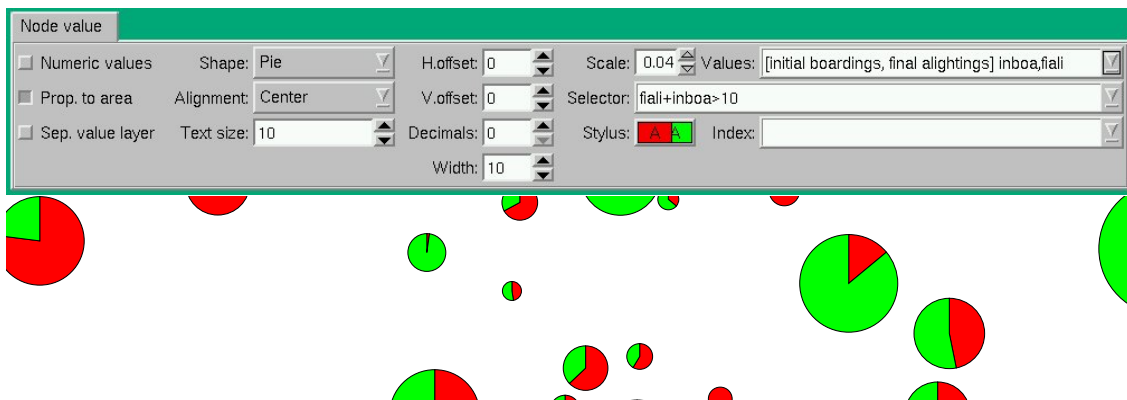 Node value
Numeric values Shape: Pie H.offset: 0 Scale: 0.04 Values: [initial boardings, final alightings] inboa,fiali
Prop. to area Alignment: Center V.offset: 0 Selector: fiali+inboa>10
Sep. value layer Text size: 10 Decimals: 0 Stylus: A A Index:
Width: 10